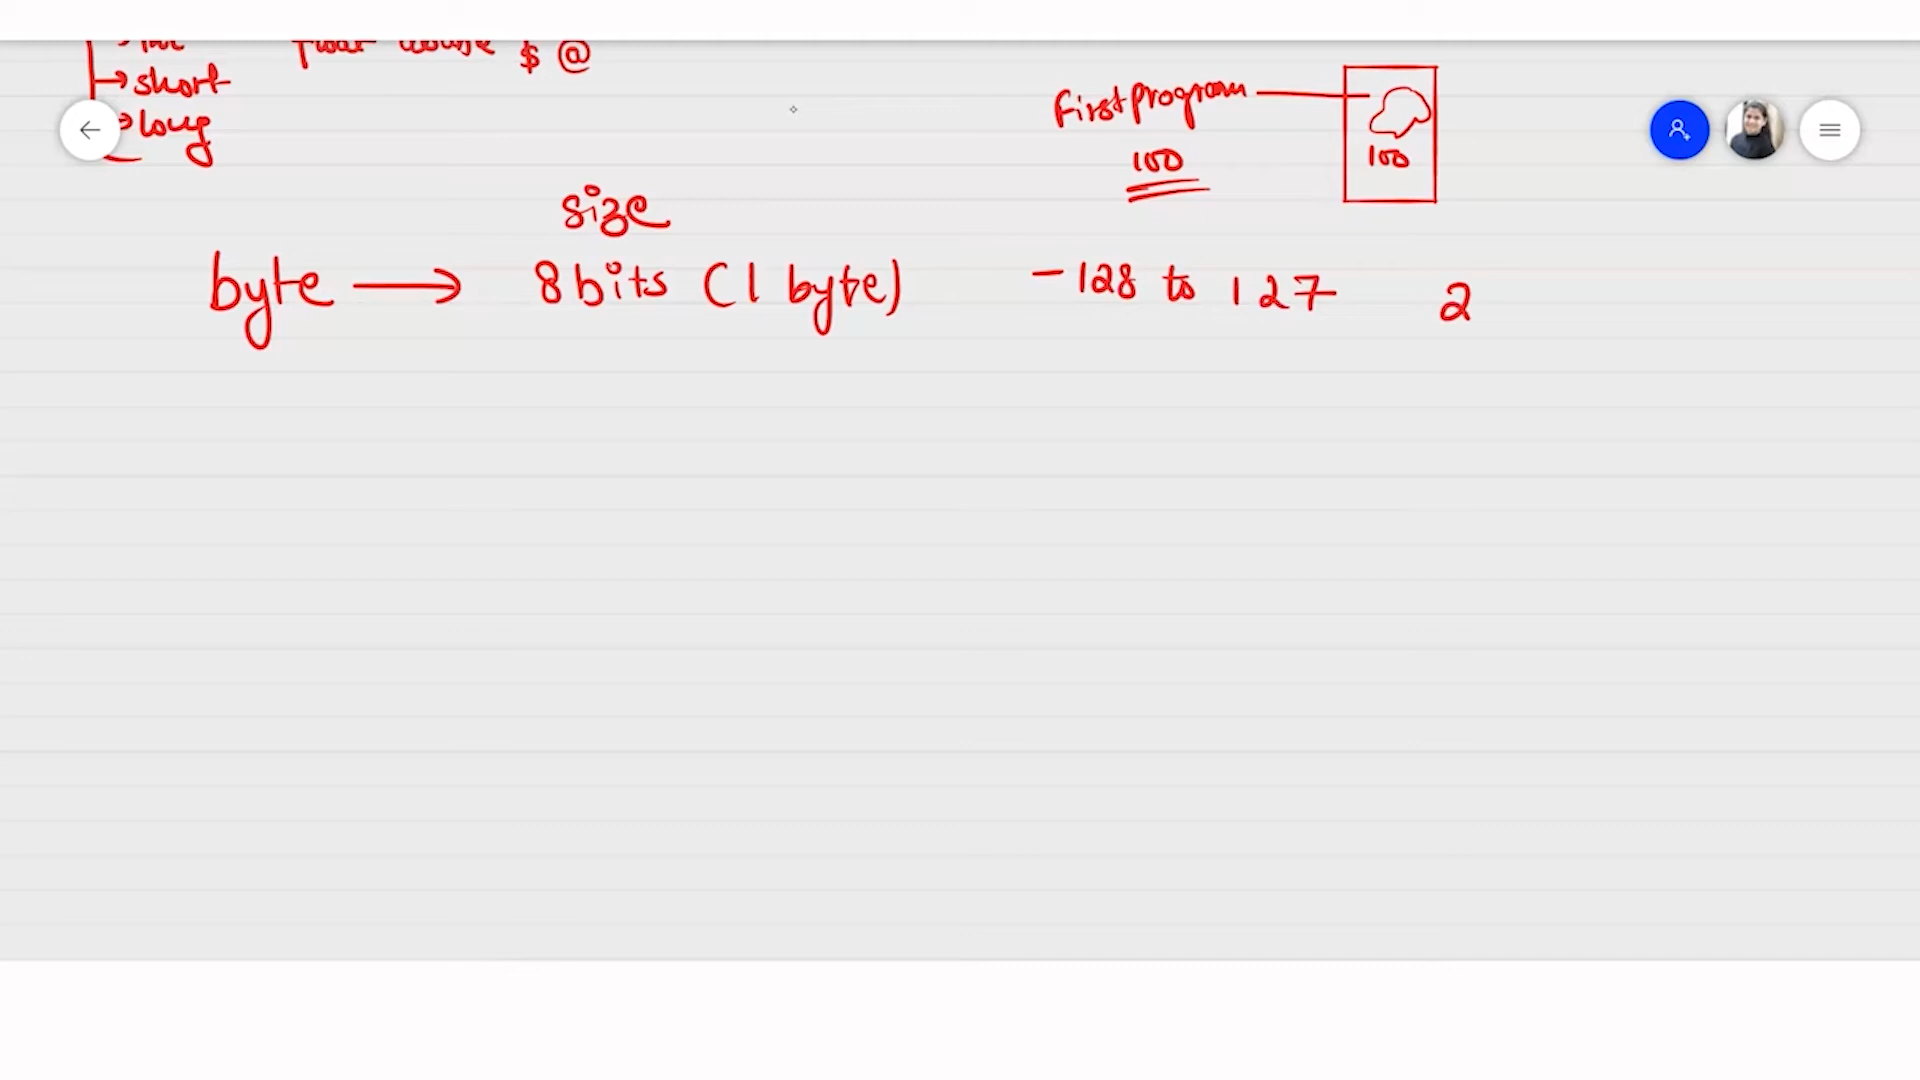 $ @
short
long
First program
100
100
size
byte → 8 bits (1 byte) -128 to 127 2